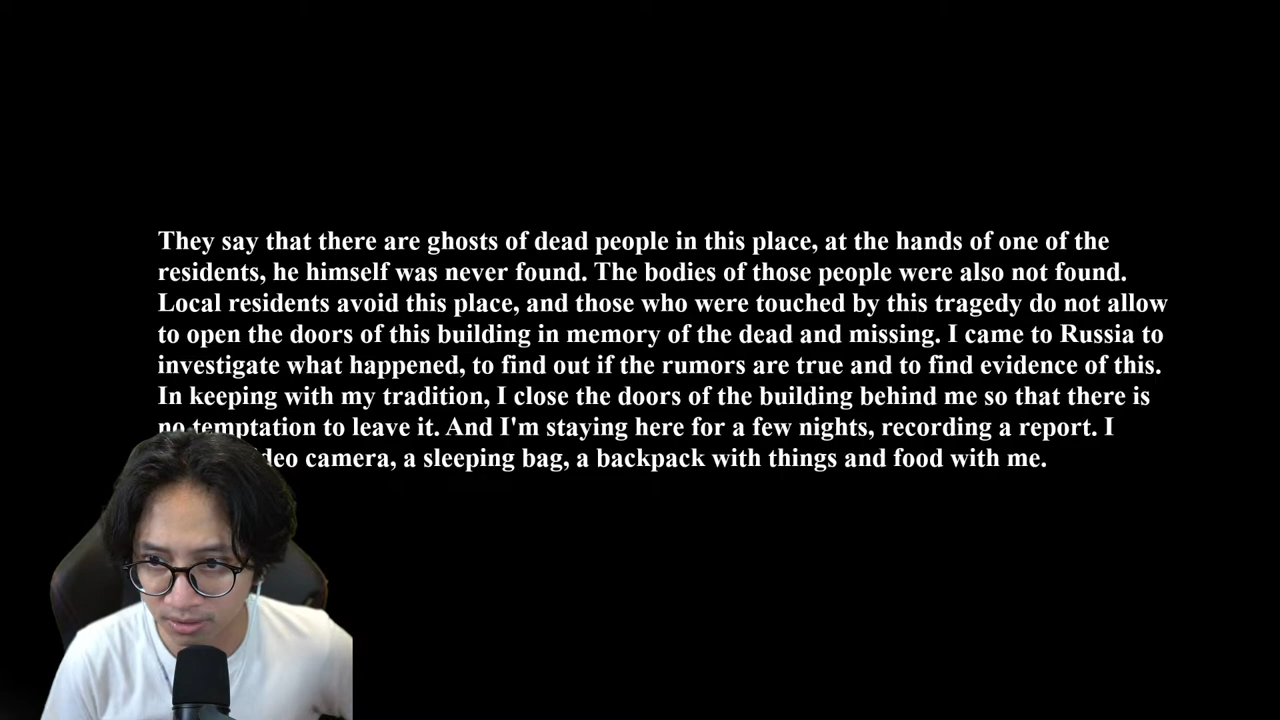 They say that there are ghosts of dead people in this place, at the hands of one of the
residents, he himself was never found. The bodies of those people were also not found.
Local residents avoid this place, and those who were touched by this tragedy do not allow
to open the doors of this building in memory of the dead and missing. I came to Russia to
investigate what happened, to find out if the rumors are true and to find evidence of this.
In keeping with my tradition, I close the doors of the building behind me so that there is
no temptation to leave it. And I'm staying here for a few nights, recording a report. I
camera, a sleeping bag, a backpack with things and food with me.